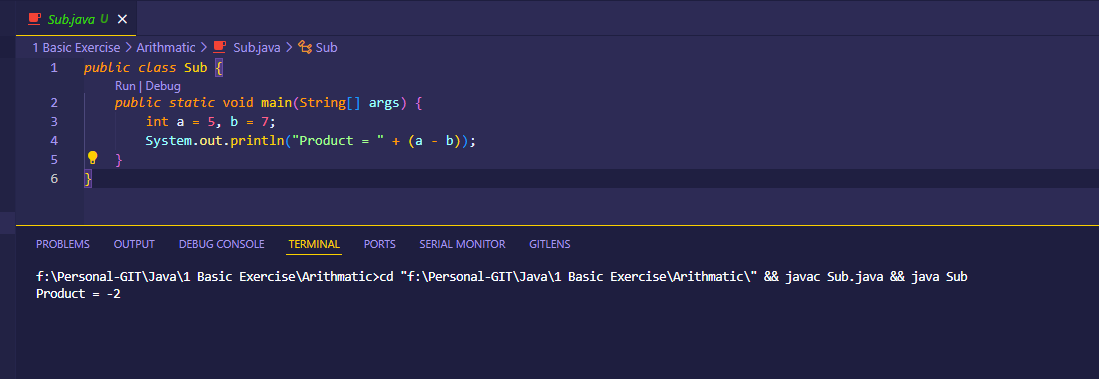 Sub.java U ×
1 Basic Exercise > Arithmatic > Sub.java > Sub
1 public class Sub {
Run | Debug
2 public static void main(String[] args) {
3 int a = 5, b = 7;
4 System.out.println("Product = " + (a - b));
5 }
6 }
PROBLEMS OUTPUT DEBUG CONSOLE TERMINAL PORTS SERIAL MONITOR GITLENS
f:\Personal-GIT\Java\1 Basic Exercise\Arithmatic>cd "f:\Personal-GIT\Java\1 Basic Exercise\Arithmatic\" && javac Sub.java && java Sub
Product = -2